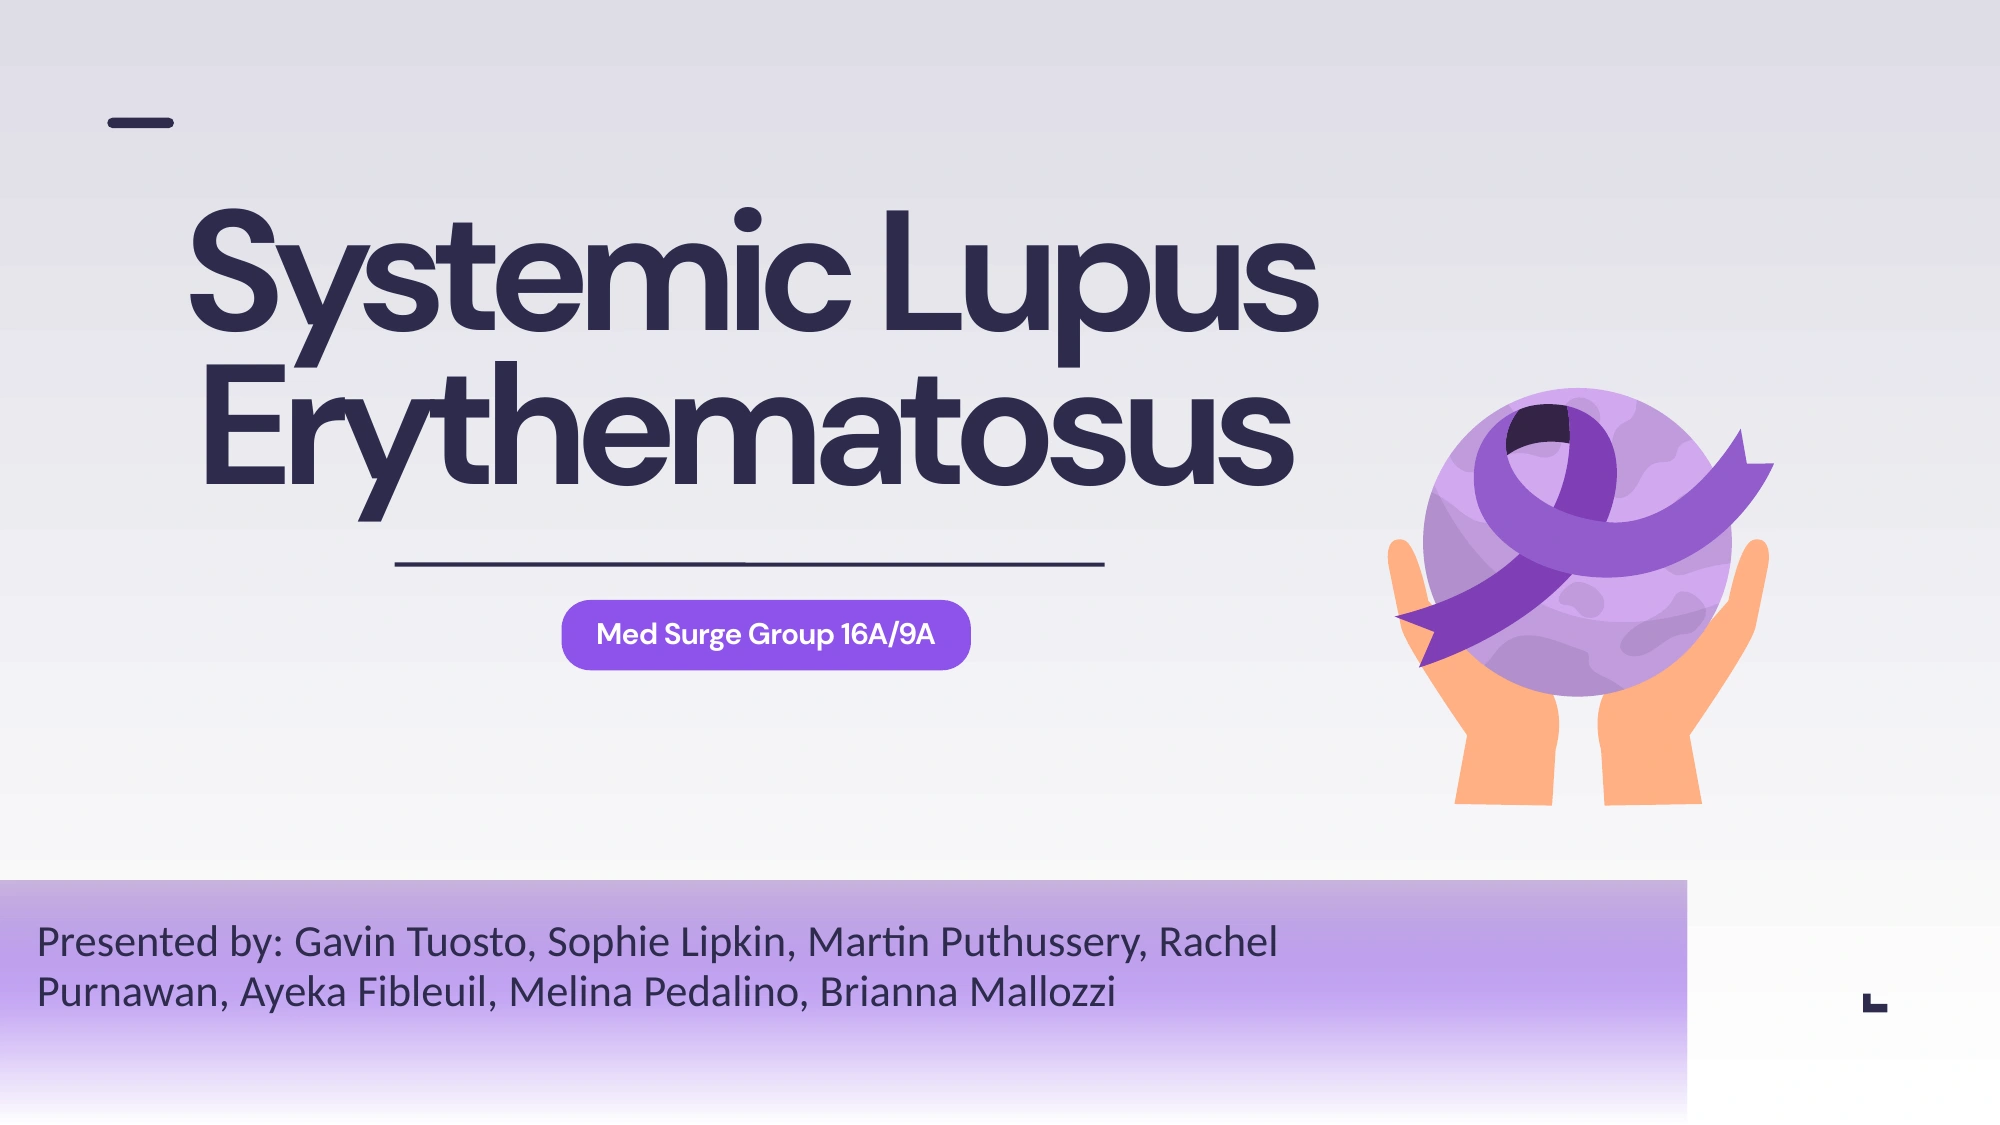 Systemic Lupus
Erythematosus
Med Surge Group 16A/9A
Presented by: Gavin Tuosto, Sophie Lipkin, Martin Puthussery, Rachel
Purnawan, Ayeka Fibleuil, Melina Pedalino, Brianna Mallozzi